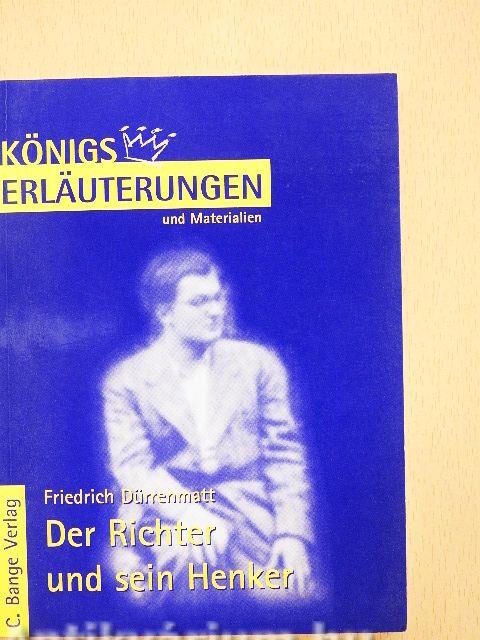 KÖNIGS
ERLÄUTERUNGEN
und Materialien
Friedrich Dürrenmatt
Der Richter
und sein Henker
C. Bange Verlag